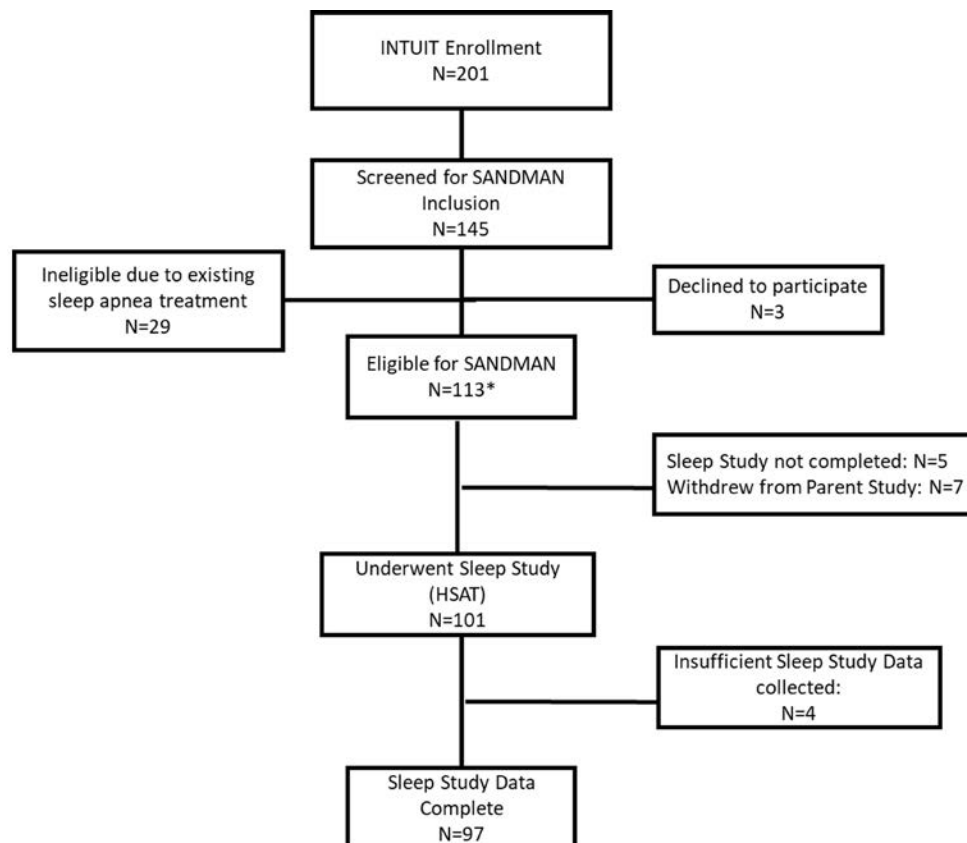 INTUIT Enrollment
N=201
Screened for SANDMAN
Inclusion
N=145
Ineligible due to existing
sleep apnea treatment
N=29
Declined to participate
N=3
Eligible for SANDMAN
N=113*
Sleep Study not completed: N=5
Withdrew from Parent Study: N=7
Underwent Sleep Study
(HSAT)
N=101
Insufficient Sleep Study Data
collected:
N=4
Sleep Study Data
Complete
N=97